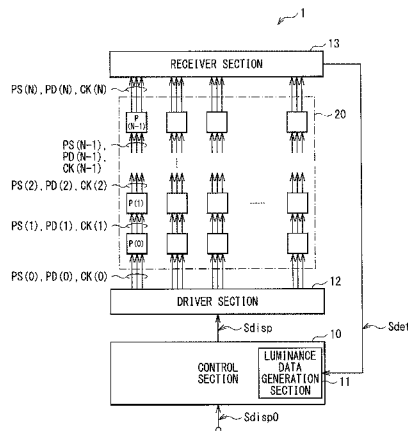 1
13
RECEIVER SECTION
PS(N), PD(N), CK(N)
20
P
(N-1)
PS(N-1),
PD(N-1),
CK(N-1)
PS(2), PD(2), CK(2)
P(1)
PS(1), PD(1), CK(1)
P(0)
PS(0), PD(0), CK(0)
12
DRIVER SECTION
Sdisp
Sdet
10
CONTROL
SECTION
LUMINANCE
DATA
GENERATION
SECTION
11
Sdisp0